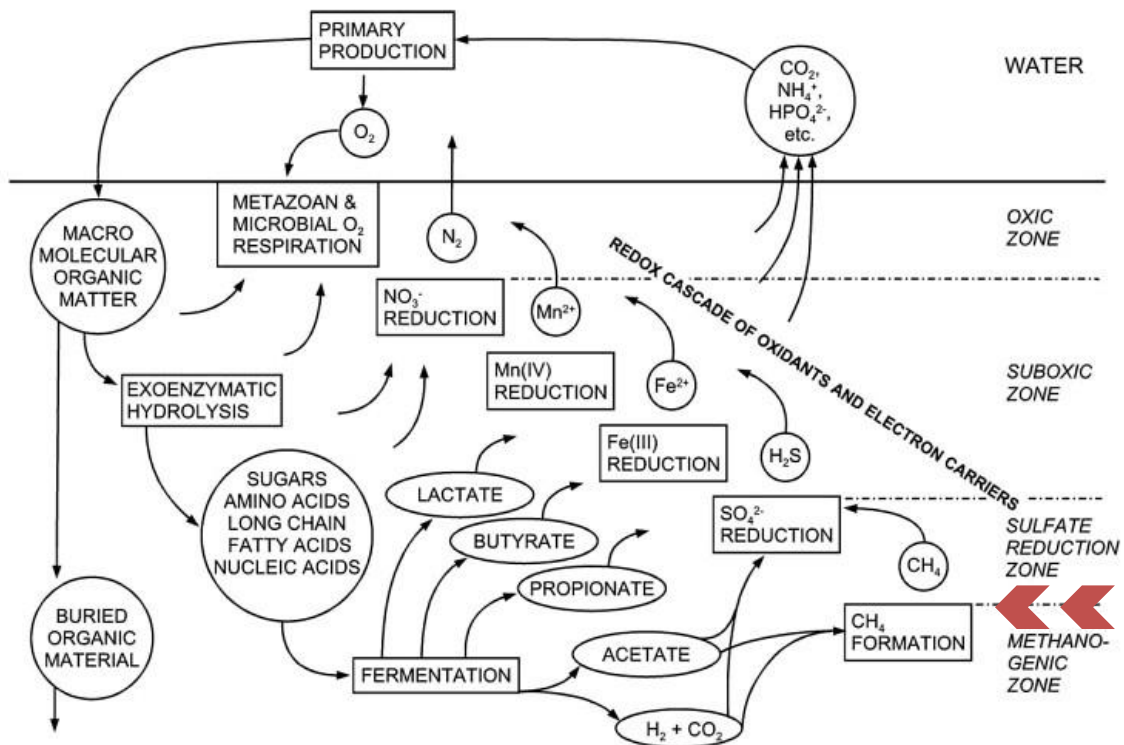 PRIMARY
PRODUCTION
WATER
CO₂,
NH₄⁺,
HPO₄²⁻,
etc.
O₂
METAZOAN &
MICROBIAL O₂
RESPIRATION
N₂
OXIC
ZONE
MACRO
MOLECULAR
ORGANIC
MATTER
REDOX CASCADE OF OXIDANTS AND ELECTRON CARRIERS
NO₃⁻
REDUCTION
Mn²⁺
EXOENZYMATIC
HYDROLYSIS
Mn(IV)
REDUCTION
Fe²⁺
SUBOXIC
ZONE
Fe(III)
REDUCTION
H₂S
SUGARS
AMINO ACIDS
LONG CHAIN
FATTY ACIDS
NUCLEIC ACIDS
LACTATE
BUTYRATE
PROPIONATE
SO₄²⁻
REDUCTION
CH₄
SULFATE
REDUCTION
ZONE
BURIED
ORGANIC
MATERIAL
FERMENTATION
ACETATE
H₂ + CO₂
CH₄
FORMATION
METHANO-
GENIC
ZONE